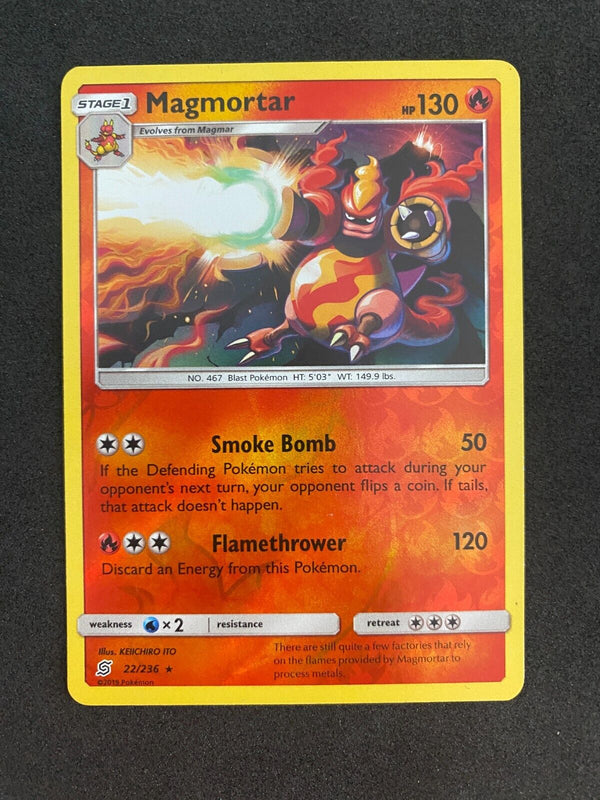 STAGE1 Magmortar HP130
Evolves from Magmar
NO. 467 Blast Pokémon HT: 5'03" WT: 149.9 lbs.
Smoke Bomb 50
If the Defending Pokémon tries to attack during your
opponent's next turn, your opponent flips a coin. If tails,
that attack doesn't happen.
Flamethrower 120
Discard an Energy from this Pokémon.
weakness ×2 resistance retreat
Illus. KEIICHIRO ITO
22/236 ★
©2019 Pokémon
There are still quite a few factories that rely
on the flames provided by Magmortar to
process metals.